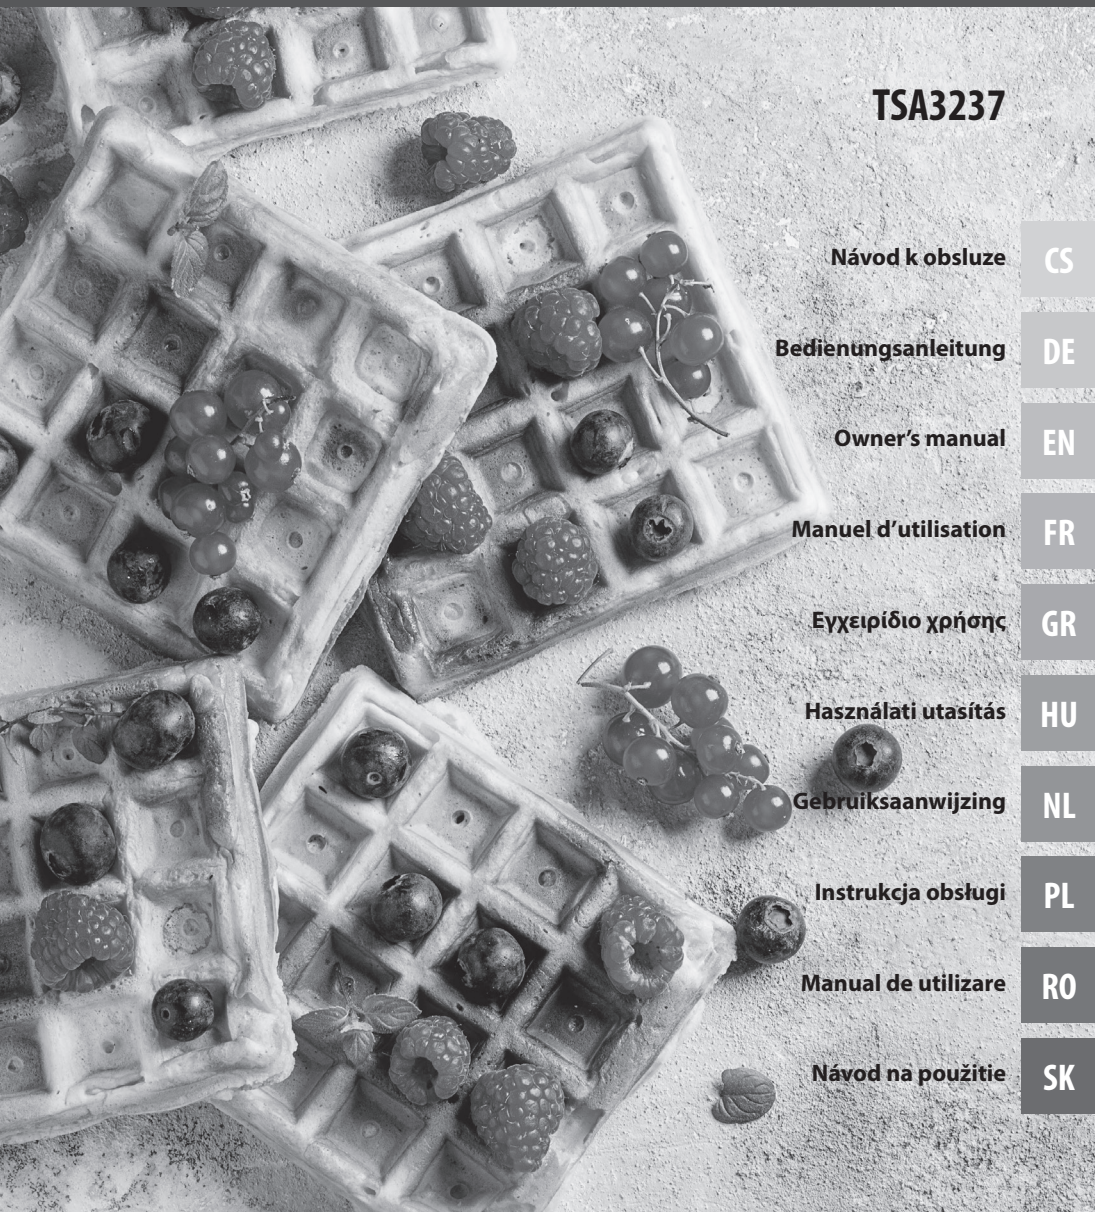 TSA3237
Návod k obsluze CS
Bedienungsanleitung DE
Owner’s manual EN
Manuel d’utilisation FR
Εγχειρίδιο χρήσης GR
Használati utasítás HU
Gebruiksaanwijzing NL
Instrukcja obsługi PL
Manual de utilizare RO
Návod na použitie SK